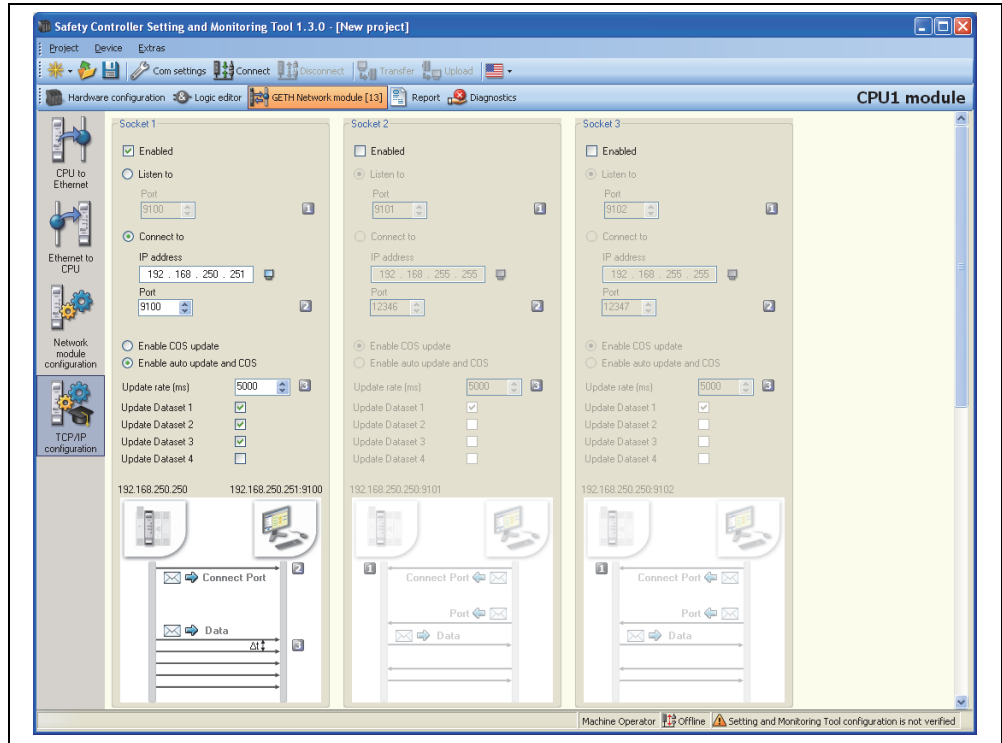 Safety Controller Setting and Monitoring Tool 1.3.0 - [New project]
Project Device Extras
Com settings Connect Disconnect Transfer Upload
Hardware configuration Logic editor GETH Network module [13] Report Diagnostics CPU1 module
CPU to
Ethernet
Ethernet to
CPU
Network
module
configuration
TCP/IP
configuration
Socket 1
Enabled
Listen to
Port
9100
1
Connect to
IP address
192 . 168 . 250 . 251
Port
9100
2
Enable COS update
Enable auto update and COS
Update rate (ms) 5000 3
Update Dataset 1
Update Dataset 2
Update Dataset 3
Update Dataset 4
192.168.250.250 192.168.250.251:9100
Connect Port 2
Data
Δt 3
Socket 2
Enabled
Listen to
Port
9101
1
Connect to
IP address
192 . 168 . 255 . 255
Port
12346
2
Enable COS update
Enable auto update and COS
Update rate (ms) 5000 3
Update Dataset 1
Update Dataset 2
Update Dataset 3
Update Dataset 4
192.168.250.250:9101
1 Connect Port
Port
Data
Socket 3
Enabled
Listen to
Port
9102
1
Connect to
IP address
192 . 168 . 255 . 255
Port
12347
2
Enable COS update
Enable auto update and COS
Update rate (ms) 5000 3
Update Dataset 1
Update Dataset 2
Update Dataset 3
Update Dataset 4
192.168.250.250:9102
1 Connect Port
Port
Data
Machine Operator Offline Setting and Monitoring Tool configuration is not verified